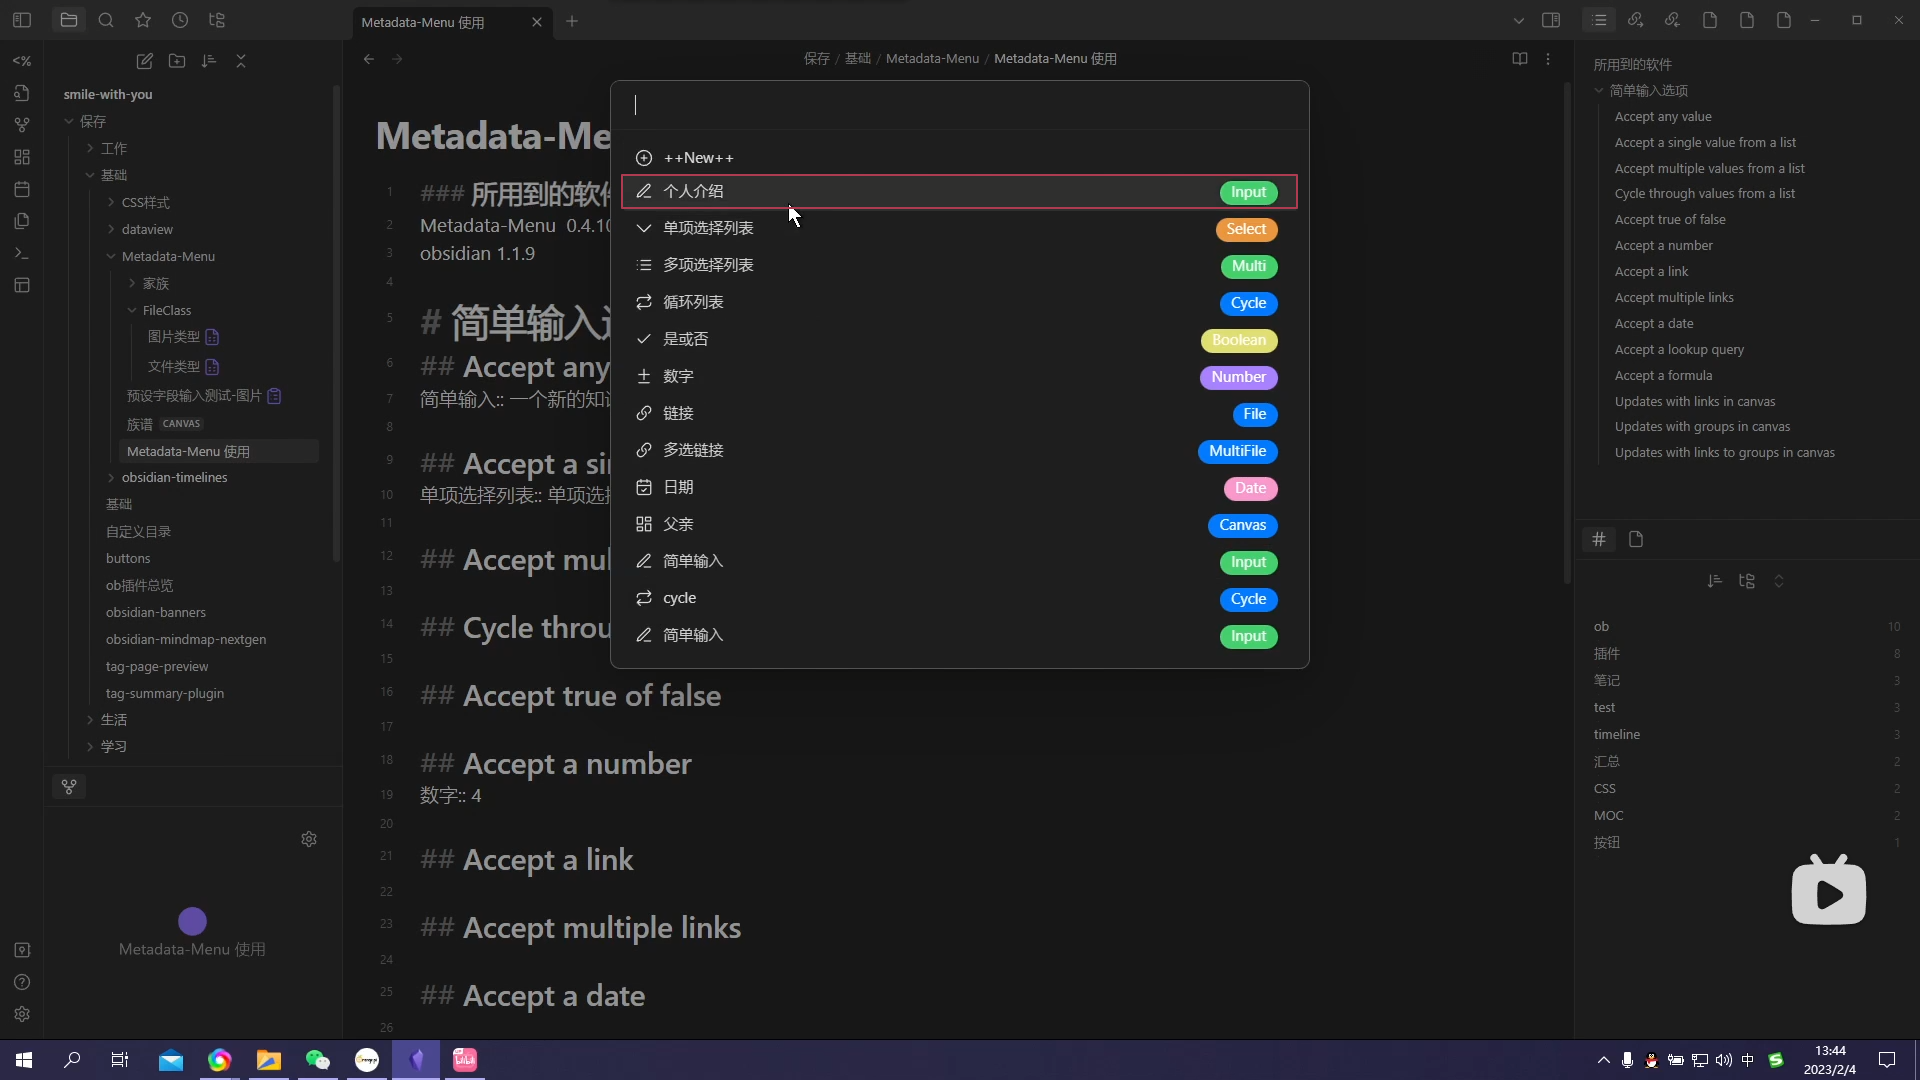 Metadata-Menu 使用
保存 / 基础 / Metadata-Menu / Metadata-Menu 使用
smile-with-you
保存
工作
基础
CSS样式
dataview
Metadata-Menu
家族
FileClass
图片类型
文件类型
预设字段输入测试-图片
族谱 CANVAS
Metadata-Menu 使用
obsidian-timelines
基础
自定义目录
buttons
ob插件总览
obsidian-banners
obsidian-mindmap-nextgen
tag-page-preview
tag-summary-plugin
生活
学习
Metadata-Menu 使用
Metadata-Me
1 ### 所用到的软件
2 Metadata-Menu 0.4.10
3 obsidian 1.1.9
4
5 # 简单输入
6 ## Accept any
7 简单输入:: 一个新的知
8
9 ## Accept a si
10 单项选择列表:: 单项选
11
12 ## Accept mul
13
14 ## Cycle throu
15
16 ## Accept true of false
17
18 ## Accept a number
19 数字:: 4
20
21 ## Accept a link
22
23 ## Accept multiple links
24
25 ## Accept a date
26
++New++
个人介绍 Input
单项选择列表 Select
多项选择列表 Multi
循环列表 Cycle
是或否 Boolean
数字 Number
链接 File
多选链接 MultiFile
日期 Date
父亲 Canvas
简单输入 Input
cycle Cycle
简单输入 Input
所用到的软件
简单输入选项
Accept any value
Accept a single value from a list
Accept multiple values from a list
Cycle through values from a list
Accept true of false
Accept a number
Accept a link
Accept multiple links
Accept a date
Accept a lookup query
Accept a formula
Updates with links in canvas
Updates with groups in canvas
Updates with links to groups in canvas
ob 10
插件 8
笔记 3
test 3
timeline 3
汇总 2
CSS 2
MOC 2
按钮 1
中
13:44
2023/2/4